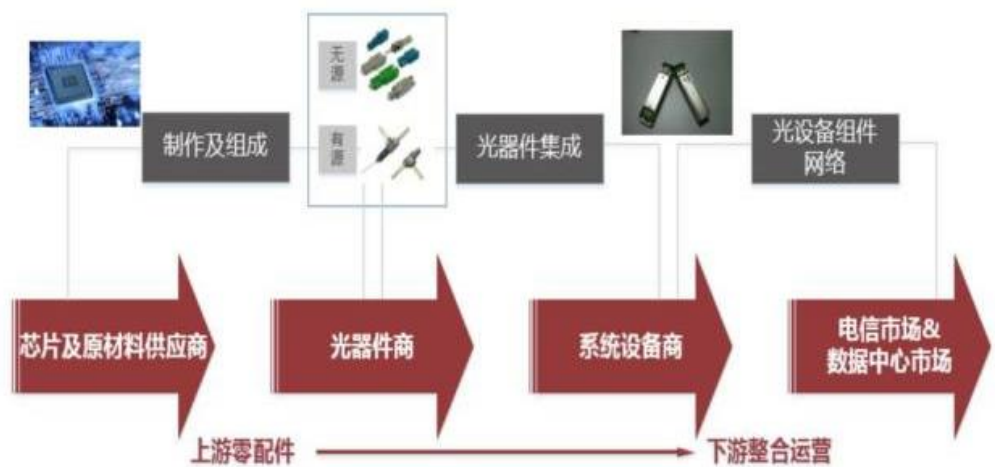 无
源
有
源
制作及组成
光器件集成
光设备组件
网络
芯片及原材料供应商
光器件商
系统设备商
电信市场&
数据中心市场
上游零配件
下游整合运营